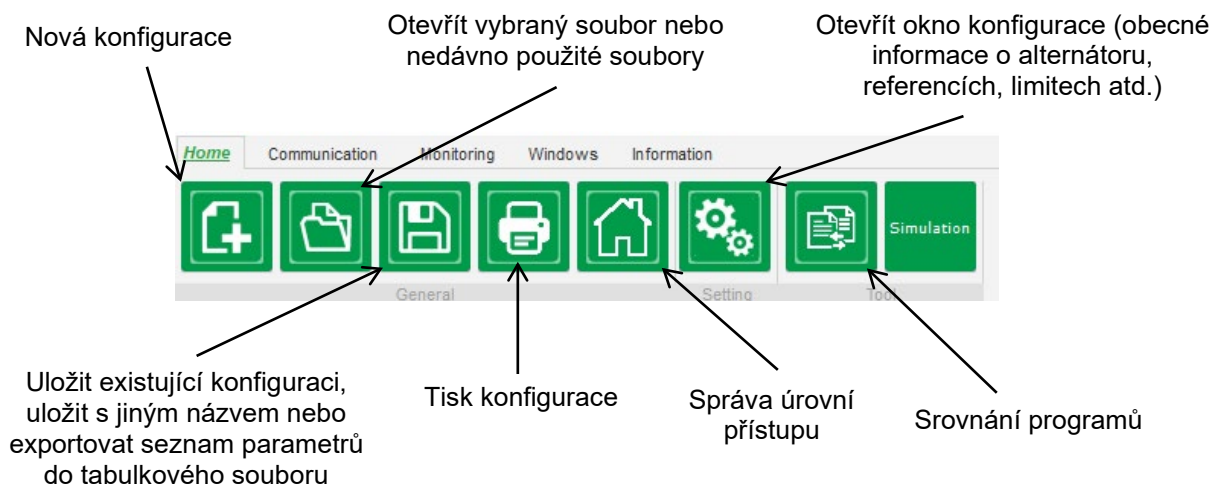 Nová konfigurace
Otevřít vybraný soubor nebo
nedávno použité soubory
Otevřít okno konfigurace (obecné
informace o alternátoru,
referencích, limitech atd.)
Home Communication Monitoring Windows Information
Simulation
General Setting Tool
Uložit existující konfiguraci,
uložit s jiným názvem nebo
exportovat seznam parametrů
do tabulkového souboru
Tisk konfigurace
Správa úrovní
přístupu
Srovnání programů